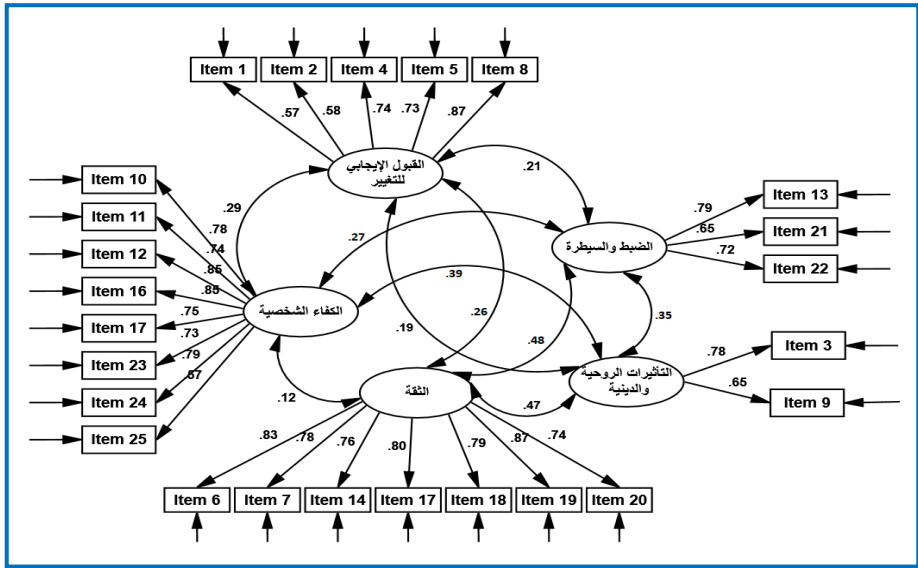 Item 1
Item 2
Item 4
Item 5
Item 8
.57
.58
.74
.73
.87
القبول الإيجابي
للتغيير
.21
.29
.27
.39
.26
.19
.48
.35
.12
.47
Item 10
Item 11
Item 12
Item 16
Item 17
Item 23
Item 24
Item 25
.78
.74
.85
.85
.75
.73
.79
.57
الكفاء الشخصية
الضبط والسيطرة
.79
.65
.72
Item 13
Item 21
Item 22
التأثيرات الروحية
والدينية
.78
.65
Item 3
Item 9
الثقة
.83
.78
.76
.80
.79
.87
.74
Item 6
Item 7
Item 14
Item 17
Item 18
Item 19
Item 20